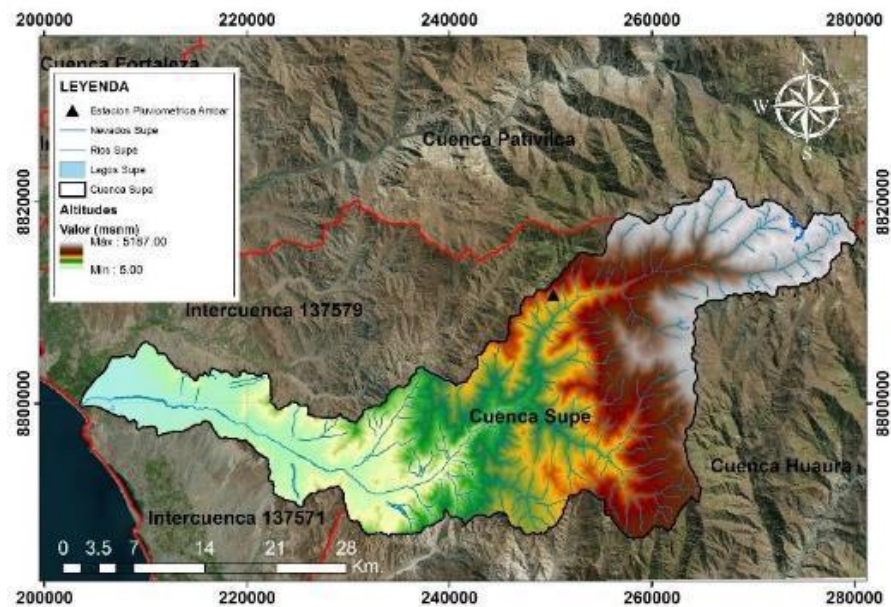 200000 220000 240000 260000 280000
Cuenca Fortaleza
LEYENDA
Estacion Pluviometrica Ambar
Nevados Supe
Rios Supe
Lagos Supe
Cuenca Supe
Altitudes
Valor (msnm)
Máx : 5187.00
Min : 5.00
N
W E
S
Cuenca Pativilca
8820000 8820000
Intercuenca 137579
8800000 8800000
Cuenca Supe
Cuenca Huaura
Intercuenca 137571
0 3.5 7 14 21 28
Km.
200000 220000 240000 260000 280000